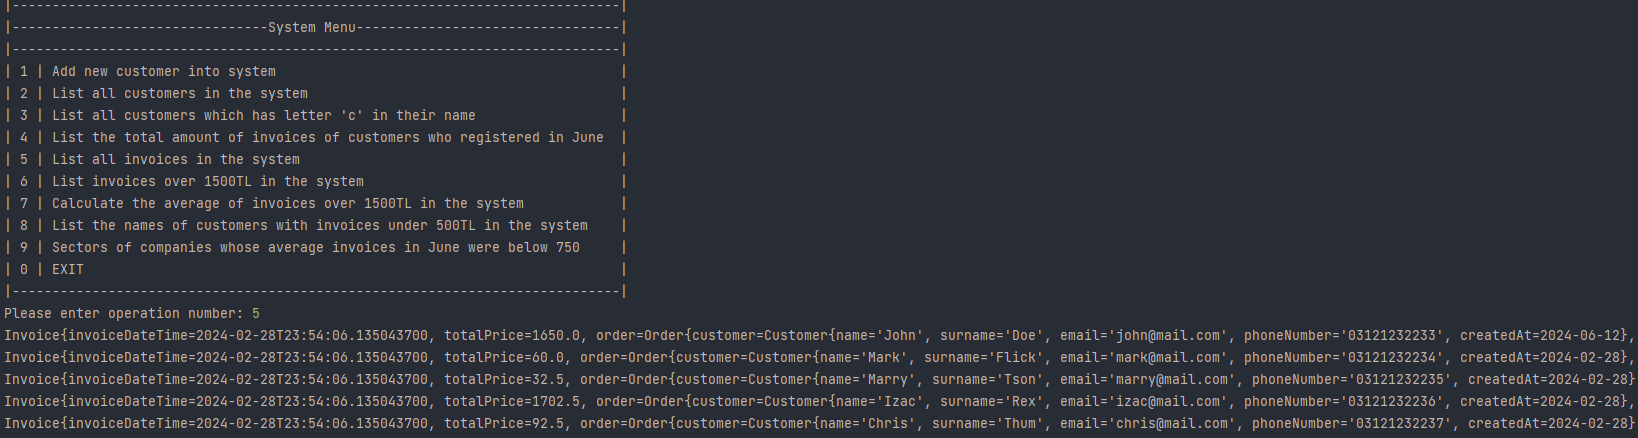 |----------------------------------------------------------------------------|
|--------------------------------System Menu---------------------------------|
|----------------------------------------------------------------------------|
| 1 | Add new customer into system                                           |
| 2 | List all customers in the system                                       |
| 3 | List all customers which has letter 'c' in their name                  |
| 4 | List the total amount of invoices of customers who registered in June  |
| 5 | List all invoices in the system                                        |
| 6 | List invoices over 1500TL in the system                                |
| 7 | Calculate the average of invoices over 1500TL in the system            |
| 8 | List the names of customers with invoices under 500TL in the system    |
| 9 | Sectors of companies whose average invoices in June were below 750     |
| 0 | EXIT                                                                   |
|----------------------------------------------------------------------------|
Please enter operation number: 5
Invoice{invoiceDateTime=2024-02-28T23:54:06.135043700, totalPrice=1650.0, order=Order{customer=Customer{name='John', surname='Doe', email='john@mail.com', phoneNumber='03121232233', createdAt=2024-06-12},
Invoice{invoiceDateTime=2024-02-28T23:54:06.135043700, totalPrice=60.0, order=Order{customer=Customer{name='Mark', surname='Flick', email='mark@mail.com', phoneNumber='03121232234', createdAt=2024-02-28},
Invoice{invoiceDateTime=2024-02-28T23:54:06.135043700, totalPrice=32.5, order=Order{customer=Customer{name='Marry', surname='Tson', email='marry@mail.com', phoneNumber='03121232235', createdAt=2024-02-28}
Invoice{invoiceDateTime=2024-02-28T23:54:06.135043700, totalPrice=1702.5, order=Order{customer=Customer{name='Izac', surname='Rex', email='izac@mail.com', phoneNumber='03121232236', createdAt=2024-02-28},
Invoice{invoiceDateTime=2024-02-28T23:54:06.135043700, totalPrice=92.5, order=Order{customer=Customer{name='Chris', surname='Thum', email='chris@mail.com', phoneNumber='03121232237', createdAt=2024-02-28}